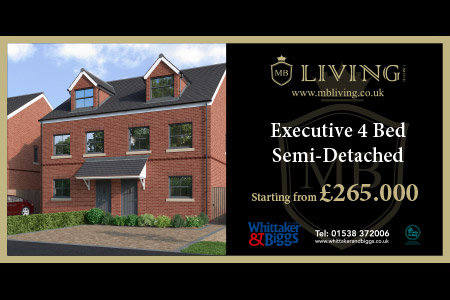 MB
LIVING
www.mbliving.co.uk
Executive 4 Bed
Semi-Detached
Starting from £265.000
Whittaker
&Biggs
Tel: 01538 372006
www.whittakerandbiggs.co.uk